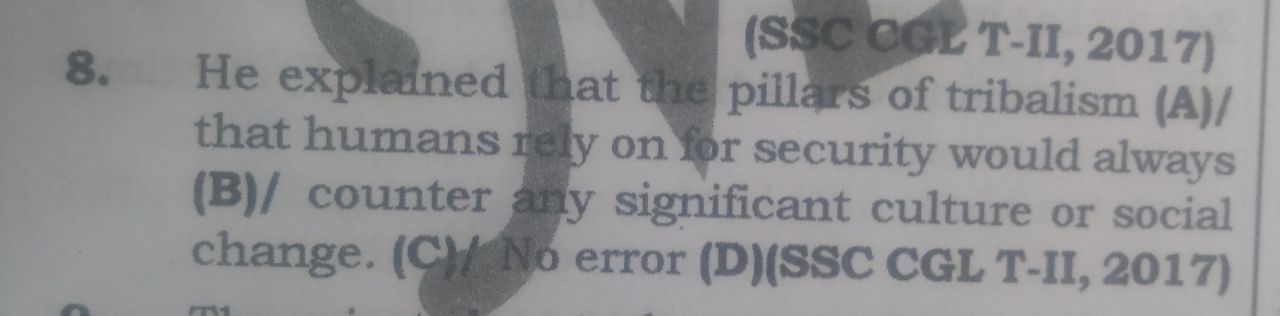 (SSC CGL T-II, 2017)
8. He explained that the pillars of tribalism (A)/
that humans rely on for security would always
(B)/ counter any significant culture or social
change. (C)/ No error (D)(SSC CGL T-II, 2017)